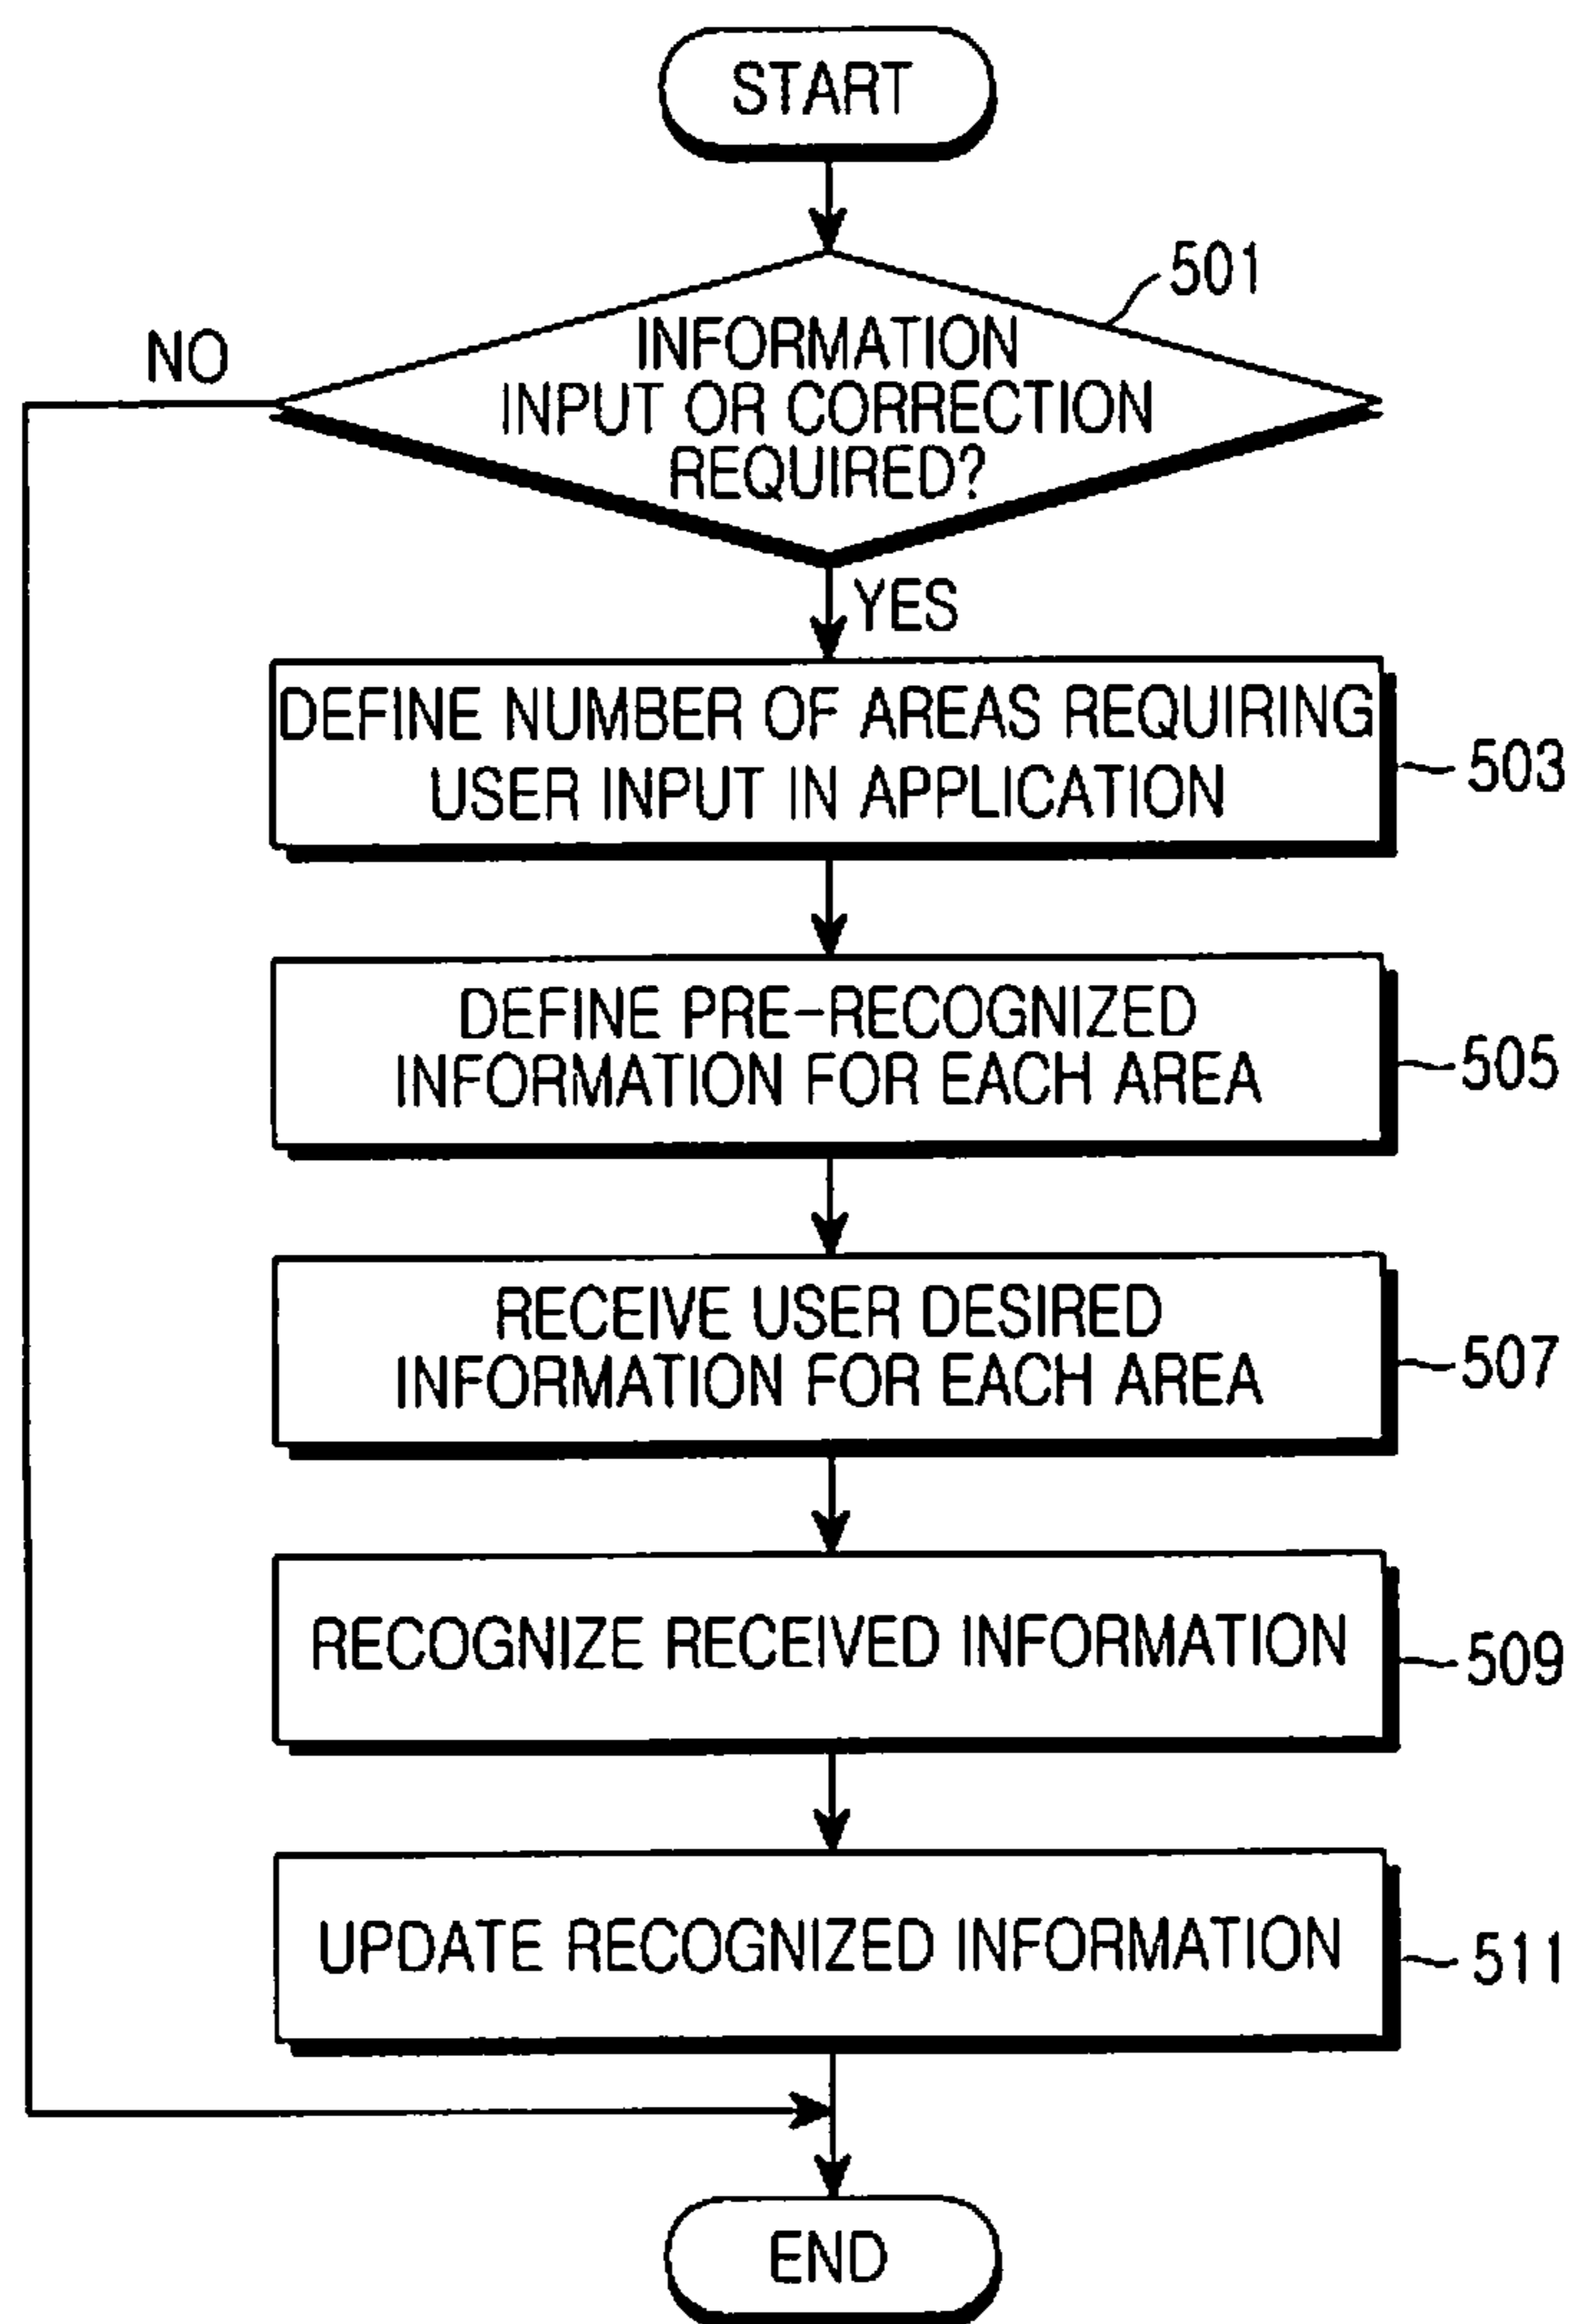 START
501
NO
INFORMATION
INPUT OR CORRECTION
REQUIRED?
YES
DEFINE NUMBER OF AREAS REQUIRING
USER INPUT IN APPLICATION
503
DEFINE PRE-RECOGNIZED
INFORMATION FOR EACH AREA
505
RECEIVE USER DESIRED
INFORMATION FOR EACH AREA
507
RECOGNIZE RECEIVED INFORMATION
509
UPDATE RECOGNIZED INFORMATION
511
END